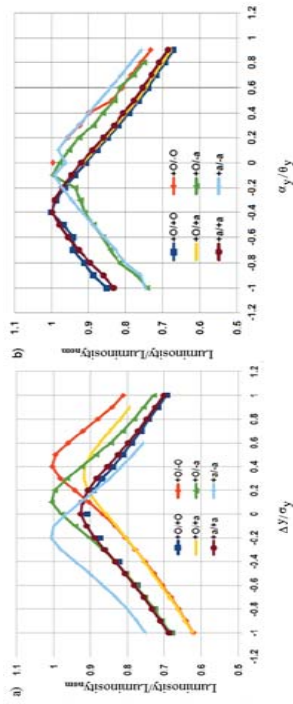 a)
Luminosity/Luminosity_nom
1.1
1
0.9
0.8
0.7
0.6
0.5
+O/+O +O/-O
+O/+a +O/-a
+a/+a +a/-a
-1.2 -1 -0.8 -0.6 -0.4 -0.2 0 0.2 0.4 0.6 0.8 1 1.2
Δy/σ_y
b)
Luminosity/Luminosity_nom
1.1
1
0.9
0.8
0.7
0.6
0.5
+O/+O +O/-O
+O/+a +O/-a
+a/+a +a/-a
-1.2 -1 -0.8 -0.6 -0.4 -0.2 0 0.2 0.4 0.6 0.8 1 1.2
α_y/θ_y